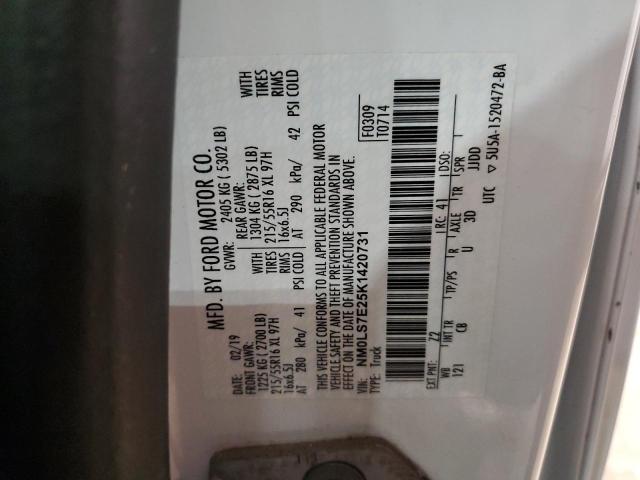 MFD. BY FORD MOTOR CO.
DATE: 02/19 GVWR: 2405 KG ( 5302 LB)
FRONT GAWR: REAR GAWR:
1225 KG ( 2700 LB) WITH 1304 KG ( 2875 LB) WITH
215/55R16 XL 97H TIRES 215/55R16 XL 97H TIRES
16x6.5J RIMS 16x6.5J RIMS
AT 280 kPa/ 41 PSI COLD AT 290 kPa/ 42 PSI COLD
THIS VEHICLE CONFORMS TO ALL APPLICABLE FEDERAL MOTOR
VEHICLE SAFETY AND THEFT PREVENTION STANDARDS IN
EFFECT ON THE DATE OF MANUFACTURE SHOWN ABOVE.
VIN: NM0LS7E25K1420731 F0309
TYPE: Truck T0714
EXT PNT: Z2 RC: 41 DSO:
WB INT TR TP/PS R AXLE TR SPR
121 CB U 3D JJDD
UTC ▽ 5U5A-1520472-BA